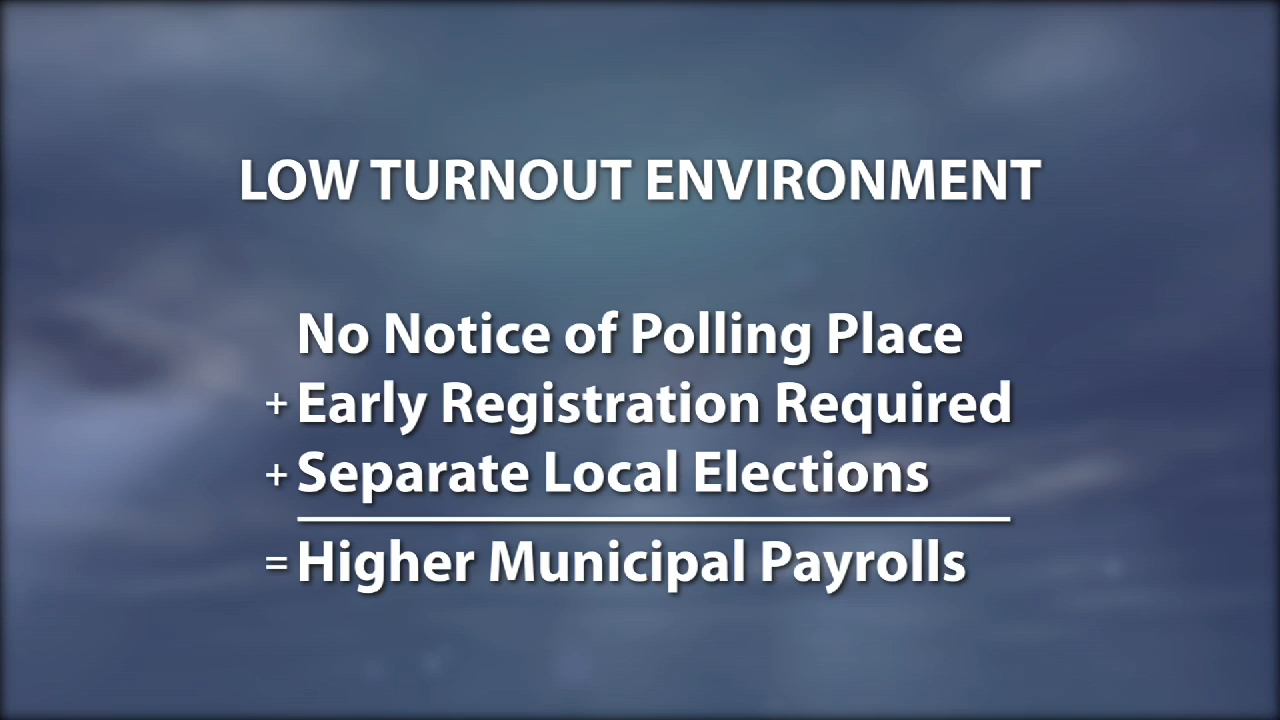 LOW TURNOUT ENVIRONMENT
No Notice of Polling Place
+ Early Registration Required
+ Separate Local Elections
= Higher Municipal Payrolls